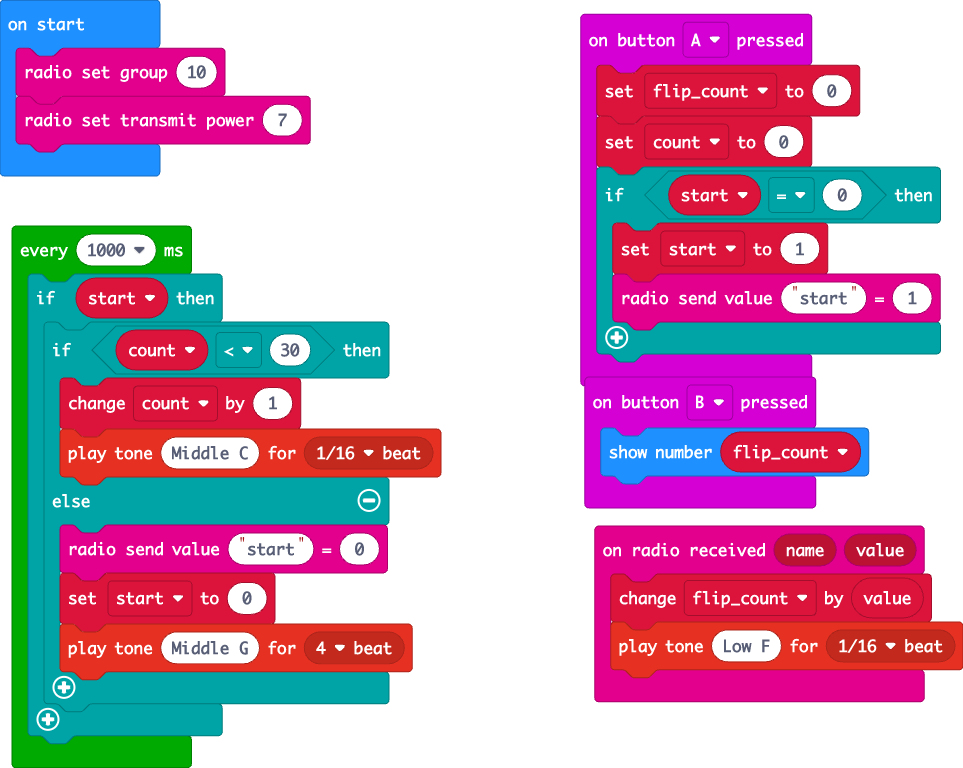 on start
radio set group 10
radio set transmit power 7
every 1000 ms
if start then
if count < 30 then
change count by 1
play tone Middle C for 1/16 beat
else
radio send value "start" = 0
set start to 0
play tone Middle G for 4 beat
on button A pressed
set flip_count to 0
set count to 0
if start = 0 then
set start to 1
radio send value "start" = 1
on button B pressed
show number flip_count
on radio received name value
change flip_count by value
play tone Low F for 1/16 beat